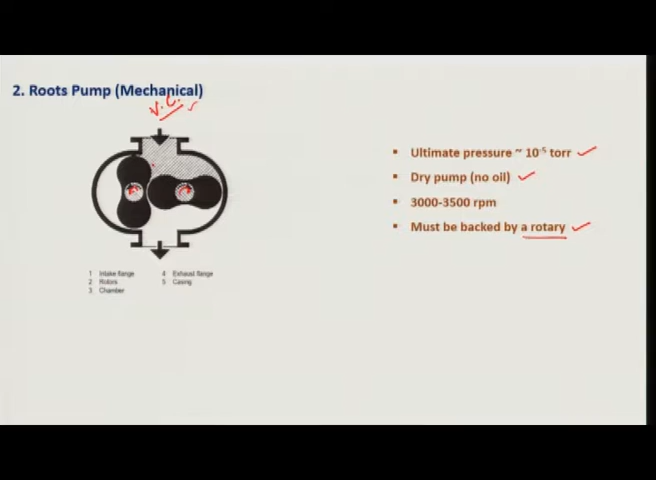 2. Roots Pump (Mechanical)
V.C.
▪ Ultimate pressure ~ 10⁻⁵ torr
▪ Dry pump (no oil)
▪ 3000-3500 rpm
▪ Must be backed by a rotary
1 Intake flange 4 Exhaust flange
2 Rotors 5 Casing
3 Chamber